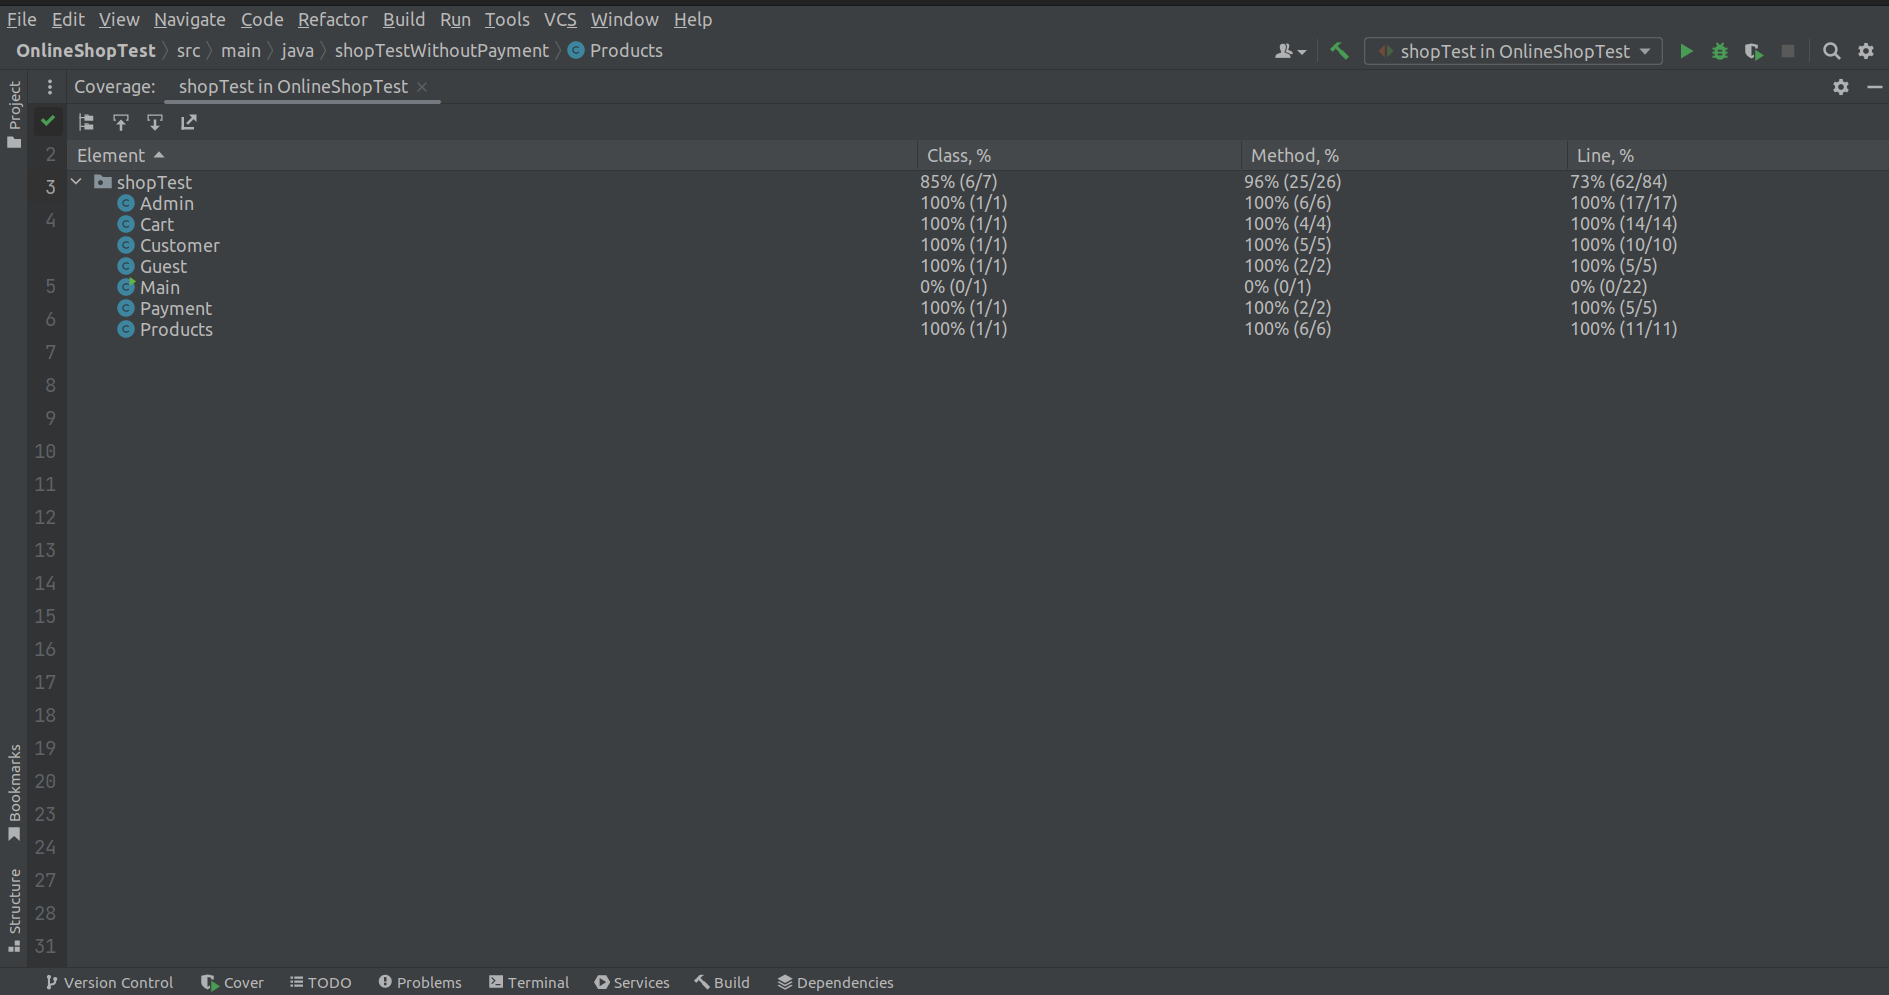 File Edit View Navigate Code Refactor Build Run Tools VCS Window Help
OnlineShopTest src main java shopTestWithoutPayment Products shopTest in OnlineShopTest
Coverage: shopTest in OnlineShopTest
Project
Element Class, % Method, % Line, %
shopTest 85% (6/7) 96% (25/26) 73% (62/84)
Admin 100% (1/1) 100% (6/6) 100% (17/17)
Cart 100% (1/1) 100% (4/4) 100% (14/14)
Customer 100% (1/1) 100% (5/5) 100% (10/10)
Guest 100% (1/1) 100% (2/2) 100% (5/5)
Main 0% (0/1) 0% (0/1) 0% (0/22)
Payment 100% (1/1) 100% (2/2) 100% (5/5)
Products 100% (1/1) 100% (6/6) 100% (11/11)
2
3
4
5
6
7
8
9
10
11
12
13
14
15
16
17
18
19
20
23
24
27
28
31
Bookmarks
Structure
Version Control Cover TODO Problems Terminal Services Build Dependencies